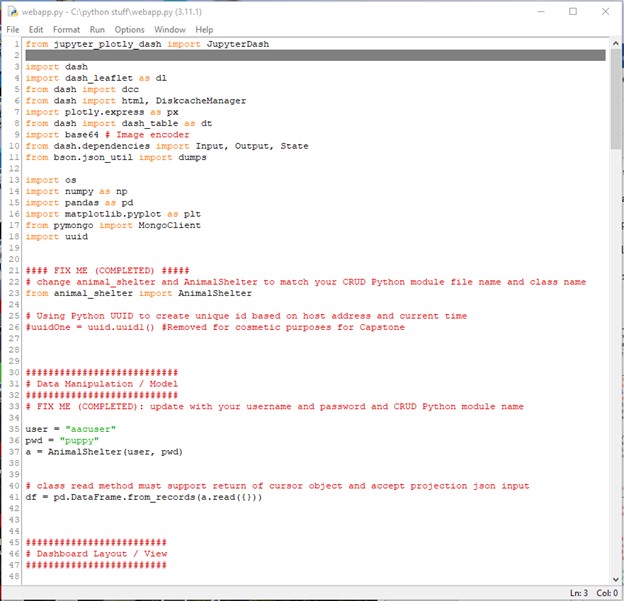 webapp.py - C:\python stuff\webapp.py (3.11.1)
File Edit Format Run Options Window Help
1 from jupyter_plotly_dash import JupyterDash
2
3 import dash
4 import dash_leaflet as dl
5 from dash import dcc
6 from dash import html, DiskcacheManager
7 import plotly.express as px
8 from dash import dash_table as dt
9 import base64 # Image encoder
10 from dash.dependencies import Input, Output, State
11 from bson.json_util import dumps
12
13 import os
14 import numpy as np
15 import pandas as pd
16 import matplotlib.pyplot as plt
17 from pymongo import MongoClient
18 import uuid
19
20
21 #### FIX ME (COMPLETED) #####
22 # change animal_shelter and AnimalShelter to match your CRUD Python module file name and class name
23 from animal_shelter import AnimalShelter
24
25 # Using Python UUID to create unique id based on host address and current time
26 #uuidOne = uuid.uuid1() #Removed for cosmetic purposes for Capstone
27
28
29
30 ###########################
31 # Data Manipulation / Model
32 ###########################
33 # FIX ME (COMPLETED): update with your username and password and CRUD Python module name
34
35 user = "aacuser"
36 pwd = "puppy"
37 a = AnimalShelter(user, pwd)
38
39
40 # class read method must support return of cursor object and accept projection json input
41 df = pd.DataFrame.from_records(a.read({}))
42
43
44
45 #########################
46 # Dashboard Layout / View
47 #########################
48
Ln: 3 Col: 0